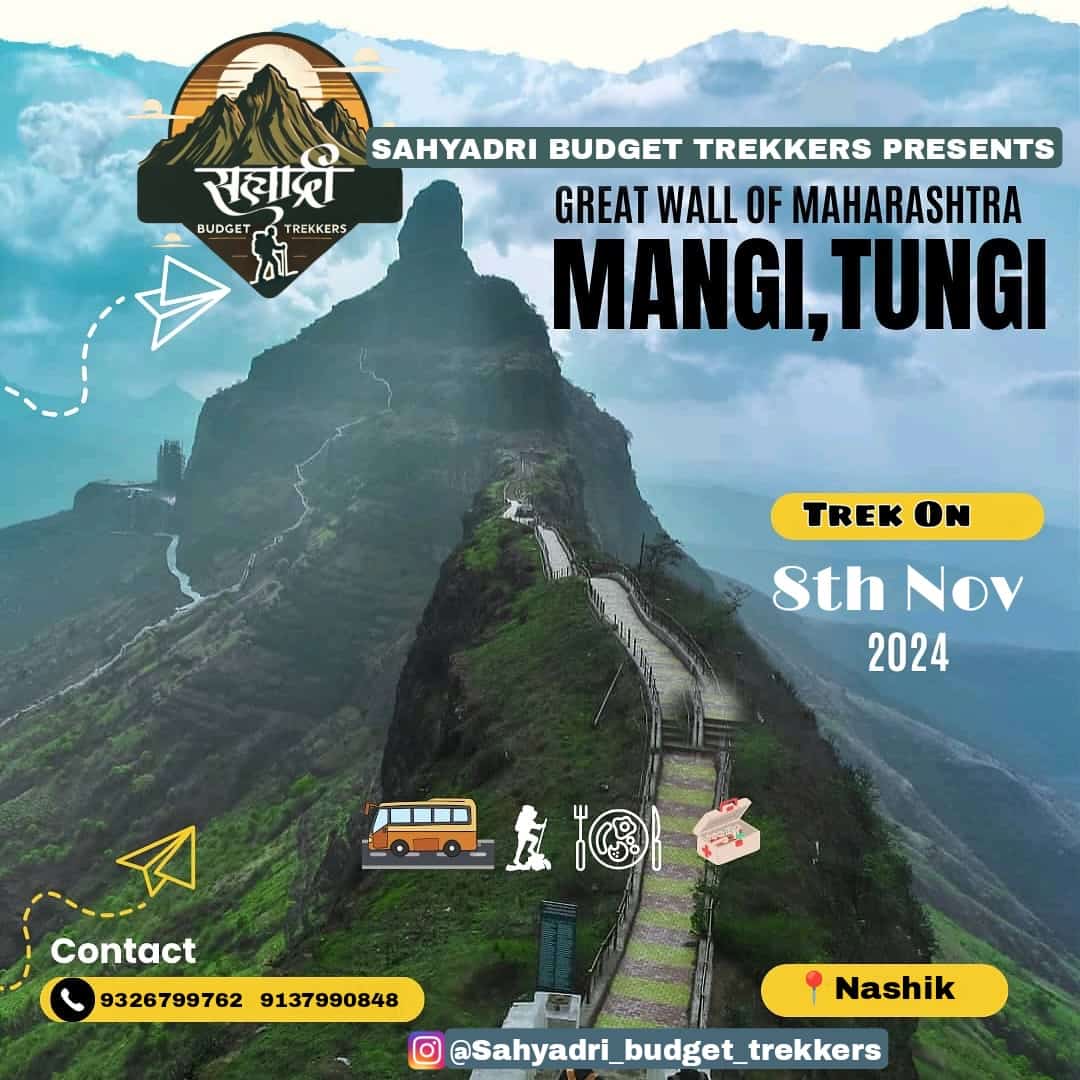 सह्याद्री
BUDGET TREKKERS
SAHYADRI BUDGET TREKKERS PRESENTS
GREAT WALL OF MAHARASHTRA
MANGI,TUNGI
TREK ON
8th Nov
2024
Contact
9326799762 9137990848
Nashik
@Sahyadri_budget_trekkers